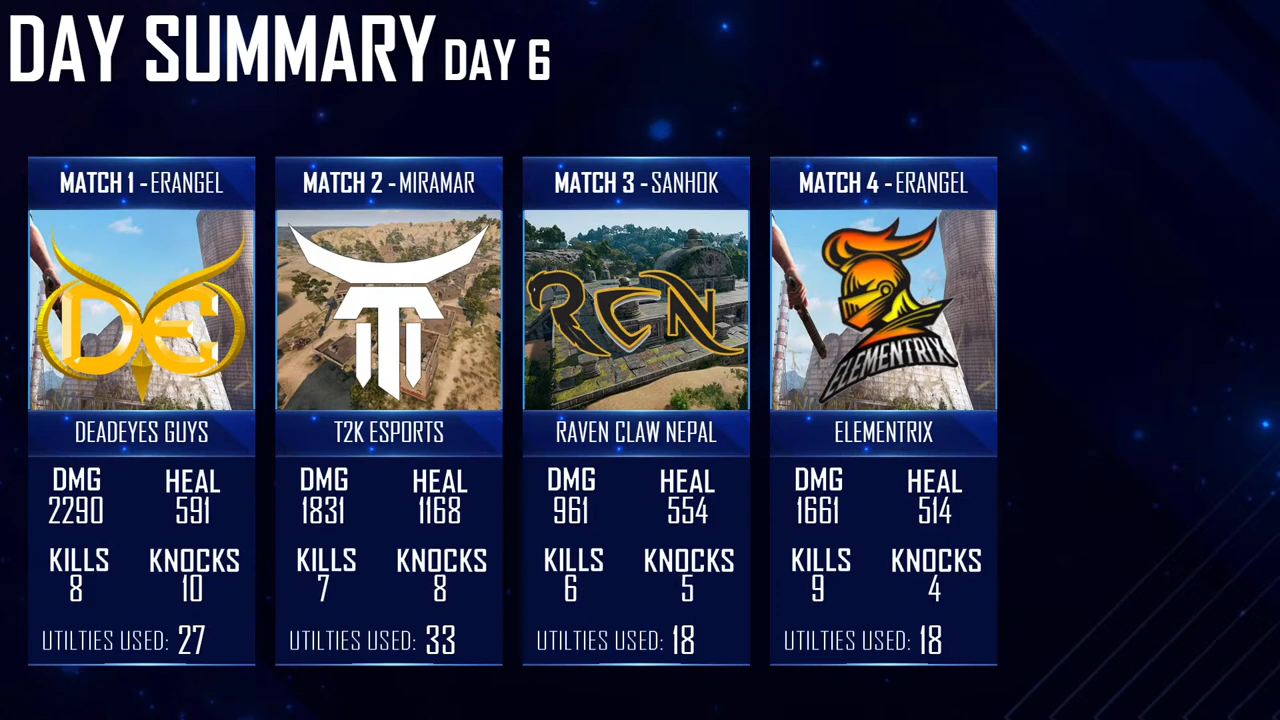 DAY SUMMARY DAY 6
MATCH 1 - ERANGEL
DE
DEADEYES GUYS
DMG HEAL
2290 591
KILLS KNOCKS
8 10
UTILTIES USED: 27
MATCH 2 - MIRAMAR
T2K ESPORTS
DMG HEAL
1831 1168
KILLS KNOCKS
7 8
UTILTIES USED: 33
MATCH 3 - SANHOK
RCN
RAVEN CLAW NEPAL
DMG HEAL
961 554
KILLS KNOCKS
6 5
UTILTIES USED: 18
MATCH 4 - ERANGEL
ELEMENTRIX
ELEMENTRIX
DMG HEAL
1661 514
KILLS KNOCKS
9 4
UTILTIES USED: 18